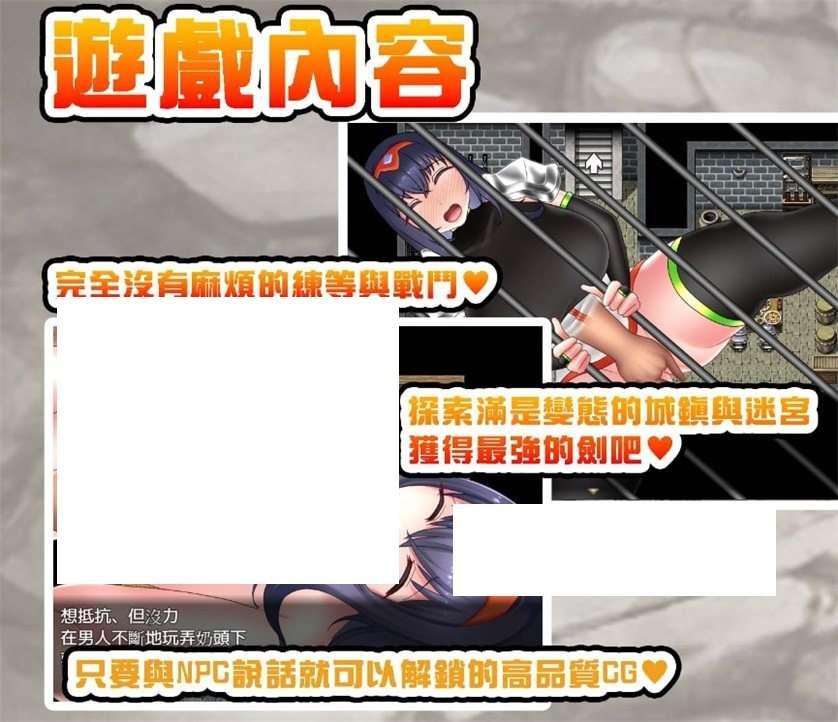 遊戲內容
完全沒有麻煩的練等與戰鬥♥
探索滿是變態的城鎮與迷宮
獲得最強的劍吧♥
想抵抗、但沒力
在男人不斷地玩弄奶頭下
只要與NPC說話就可以解鎖的高品質CG♥